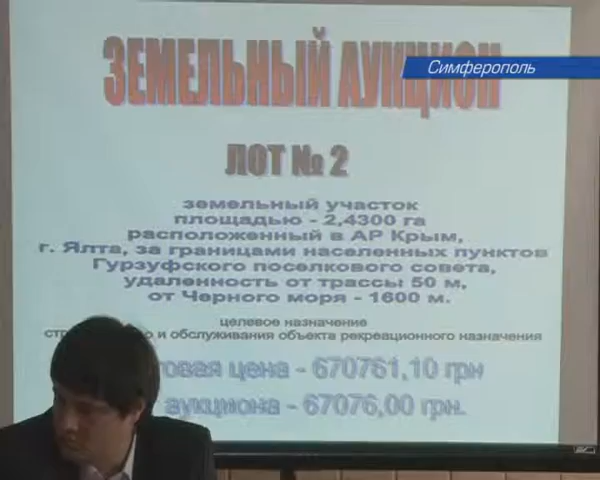 ЗЕМЕЛЬНЫЙ АУКЦИОН
Симферополь
ЛОТ № 2
земельный участок
площадью - 2,4300 га
расположенный в АР Крым,
г. Ялта, за границами населенных пунктов
Гурзуфского поселкового совета,
удаленность от трассы 50 м,
от Черного моря - 1600 м.
целевое назначение
и обслуживания объекта рекреационного назначения
цена - 670761,10 грн
аукциона - 67076,00 грн.